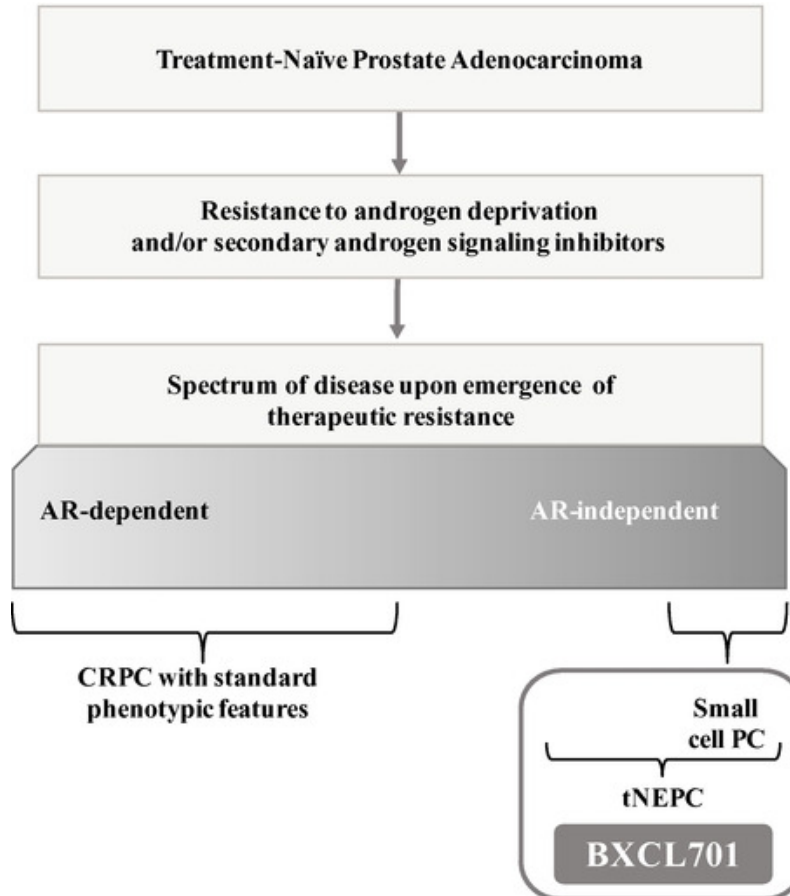 Treatment-Naïve Prostate Adenocarcinoma
Resistance to androgen deprivation
and/or secondary androgen signaling inhibitors
Spectrum of disease upon emergence of
therapeutic resistance
AR-dependent
AR-independent
CRPC with standard
phenotypic features
Small
cell PC
tNEPC
BXCL701